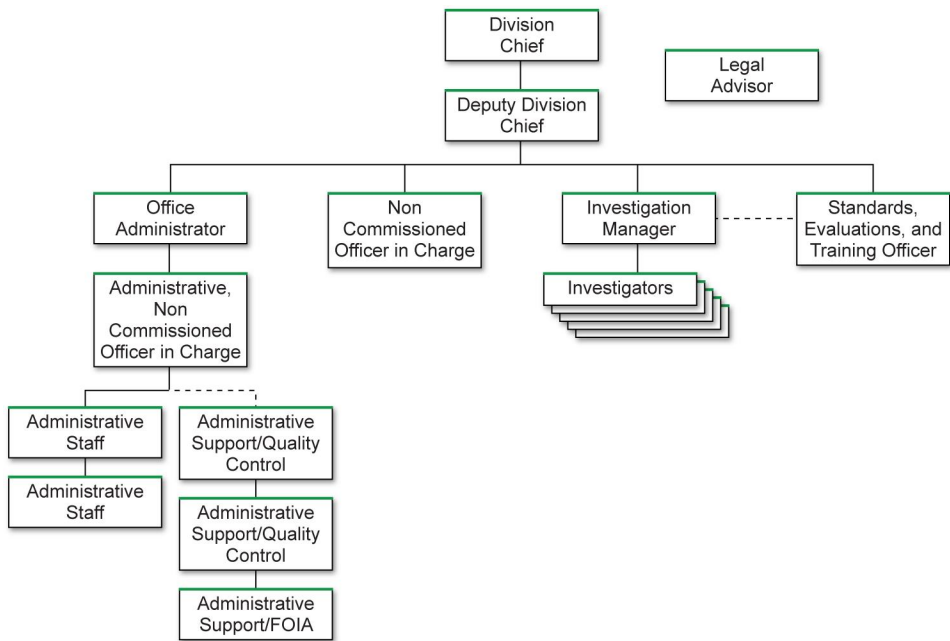 Division
Chief
Legal
Advisor
Deputy Division
Chief
Office
Administrator
Non
Commissioned
Officer in Charge
Investigation
Manager
Standards,
Evaluations, and
Training Officer
Administrative,
Non
Commissioned
Officer in Charge
Investigators
Administrative
Staff
Administrative
Staff
Administrative
Support/Quality
Control
Administrative
Support/Quality
Control
Administrative
Support/FOIA